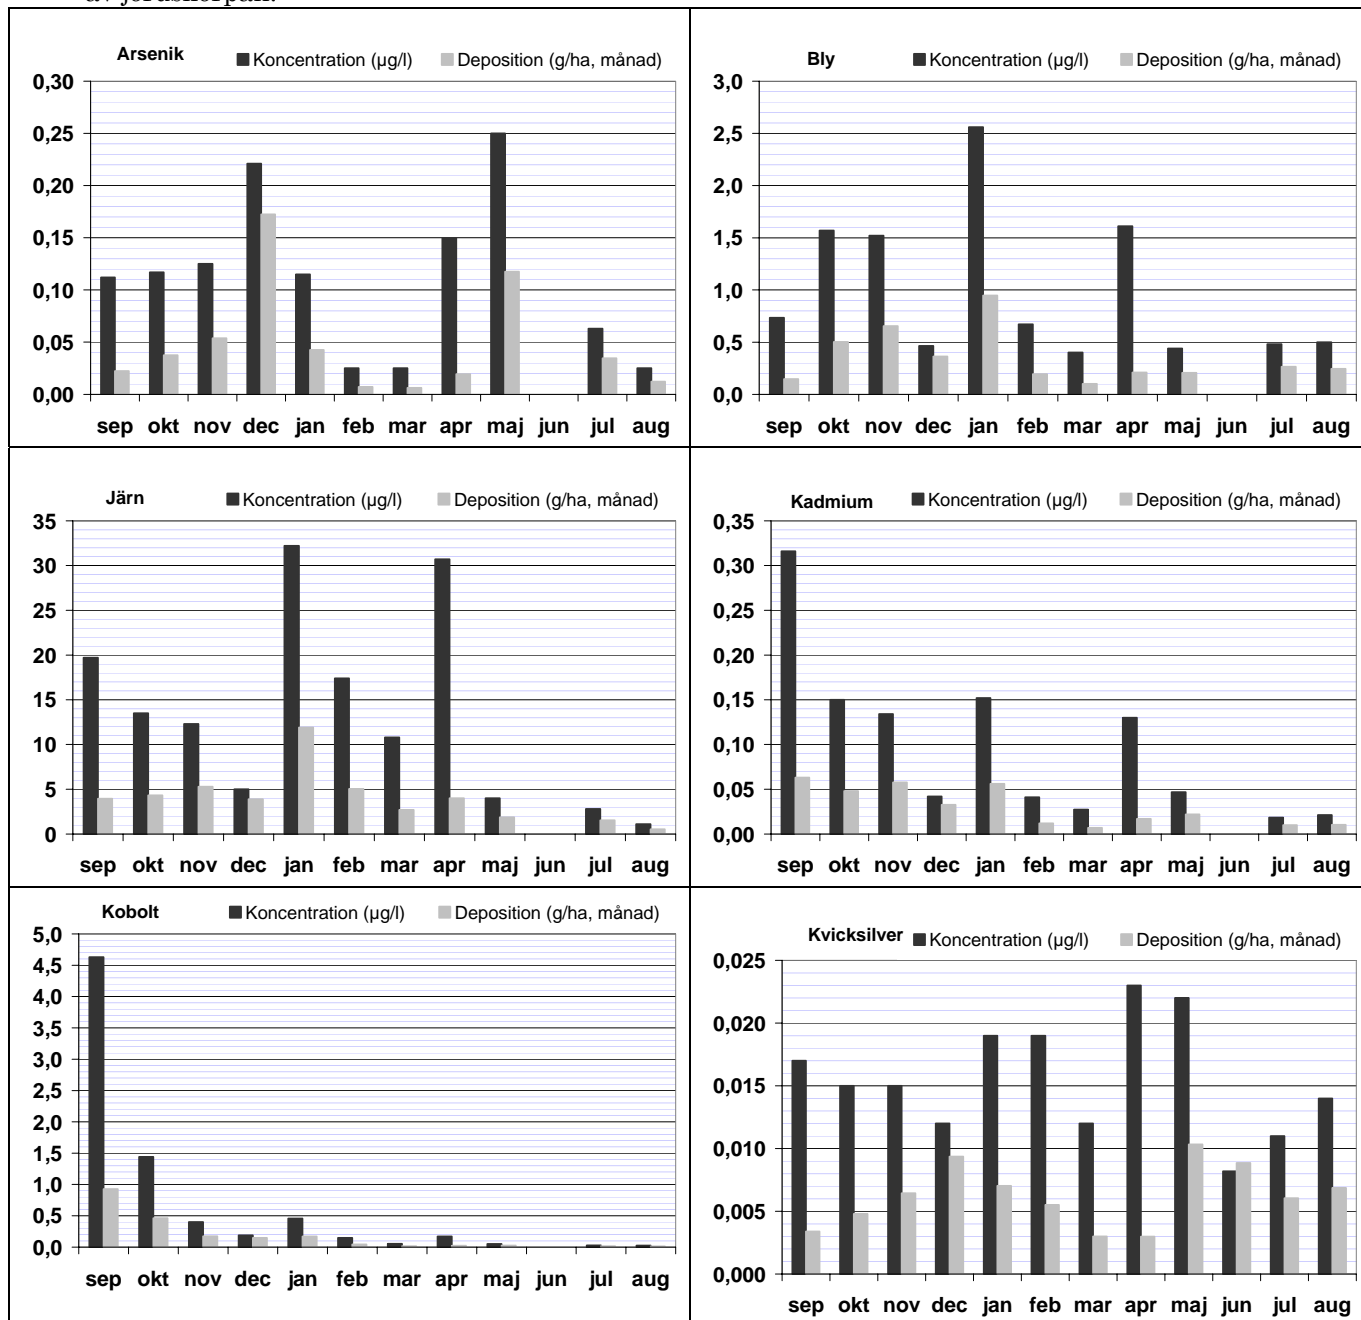 Arsenik
Koncentration (µg/l) Deposition (g/ha, månad)
0,30
0,25
0,20
0,15
0,10
0,05
0,00
sep okt nov dec jan feb mar apr maj jun jul aug
Bly
Koncentration (µg/l) Deposition (g/ha, månad)
3,0
2,5
2,0
1,5
1,0
0,5
0,0
sep okt nov dec jan feb mar apr maj jun jul aug
Järn
Koncentration (µg/l) Deposition (g/ha, månad)
35
30
25
20
15
10
5
0
sep okt nov dec jan feb mar apr maj jun jul aug
Kadmium
Koncentration (µg/l) Deposition (g/ha, månad)
0,35
0,30
0,25
0,20
0,15
0,10
0,05
0,00
sep okt nov dec jan feb mar apr maj jun jul aug
Kobolt
Koncentration (µg/l) Deposition (g/ha, månad)
5,0
4,5
4,0
3,5
3,0
2,5
2,0
1,5
1,0
0,5
0,0
sep okt nov dec jan feb mar apr maj jun jul aug
Kvicksilver
Koncentration (µg/l) Deposition (g/ha, månad)
0,025
0,020
0,015
0,010
0,005
0,000
sep okt nov dec jan feb mar apr maj jun jul aug